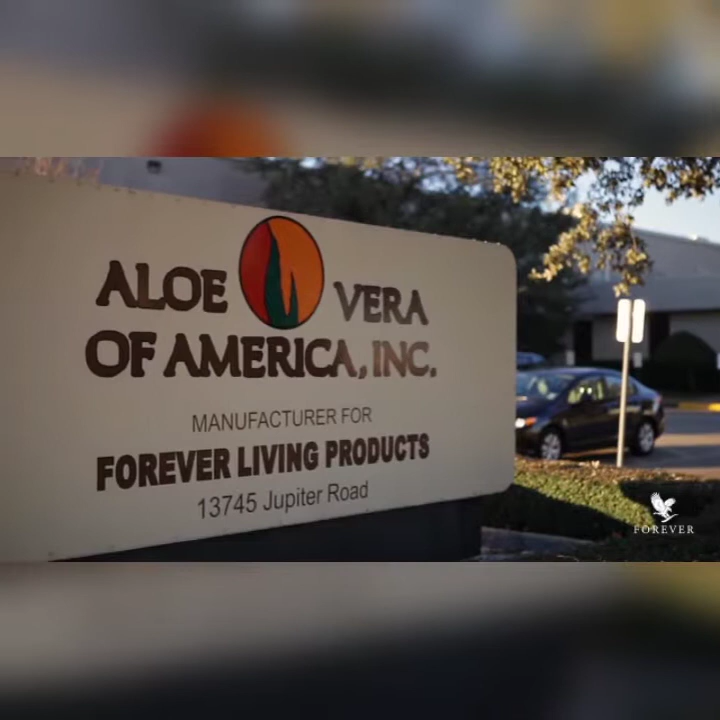 ALOE VERA
OF AMERICA, INC.
MANUFACTURER FOR
FOREVER LIVING PRODUCTS
13745 Jupiter Road
FOREVER